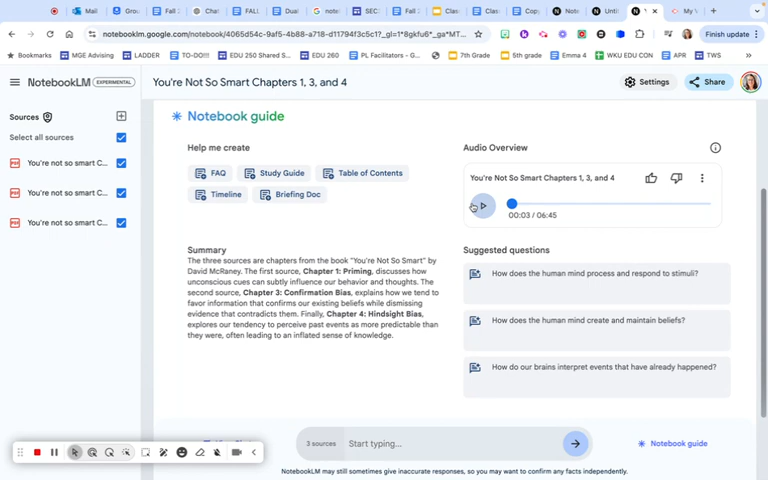 Mail
Grou
Fall 2
Chat
FALL
Dual
note
SEC
Fall 2
Clas
Class
Copy
Note
Unti
Y
My V
notebooklm.google.com/notebook/4065d54c-9af5-4b88-a718-d11794f3c5c1?_gl=1*8gkfu6*_ga*MT...
Finish update
Bookmarks
MGE Advising
LADDER
TO-DO!!!
EDU 250 Shared S...
EDU 260
PL Facilitators - G...
7th Grade
5th grade
Emma 4
WKU EDU CON
APR
TWS
»
NotebookLM
EXPERIMENTAL
You're Not So Smart Chapters 1, 3, and 4
Settings
Share
Sources
Select all sources
You're not so smart C...
You're not so smart C...
You're not so smart C...
Notebook guide
Help me create
FAQ
Study Guide
Table of Contents
Timeline
Briefing Doc
Summary
The three sources are chapters from the book "You're Not So Smart" by
David McRaney. The first source, Chapter 1: Priming, discusses how
unconscious cues can subtly influence our behavior and thoughts. The
second source, Chapter 3: Confirmation Bias, explains how we tend to
favor information that confirms our existing beliefs while dismissing
evidence that contradicts them. Finally, Chapter 4: Hindsight Bias,
explores our tendency to perceive past events as more predictable than
they were, often leading to an inflated sense of knowledge.
Audio Overview
You're Not So Smart Chapters 1, 3, and 4
00:03 / 06:45
Suggested questions
How does the human mind process and respond to stimuli?
How does the human mind create and maintain beliefs?
How do our brains interpret events that have already happened?
3 sources
Start typing...
Notebook guide
NotebookLM may still sometimes give inaccurate responses, so you may want to confirm any facts independently.